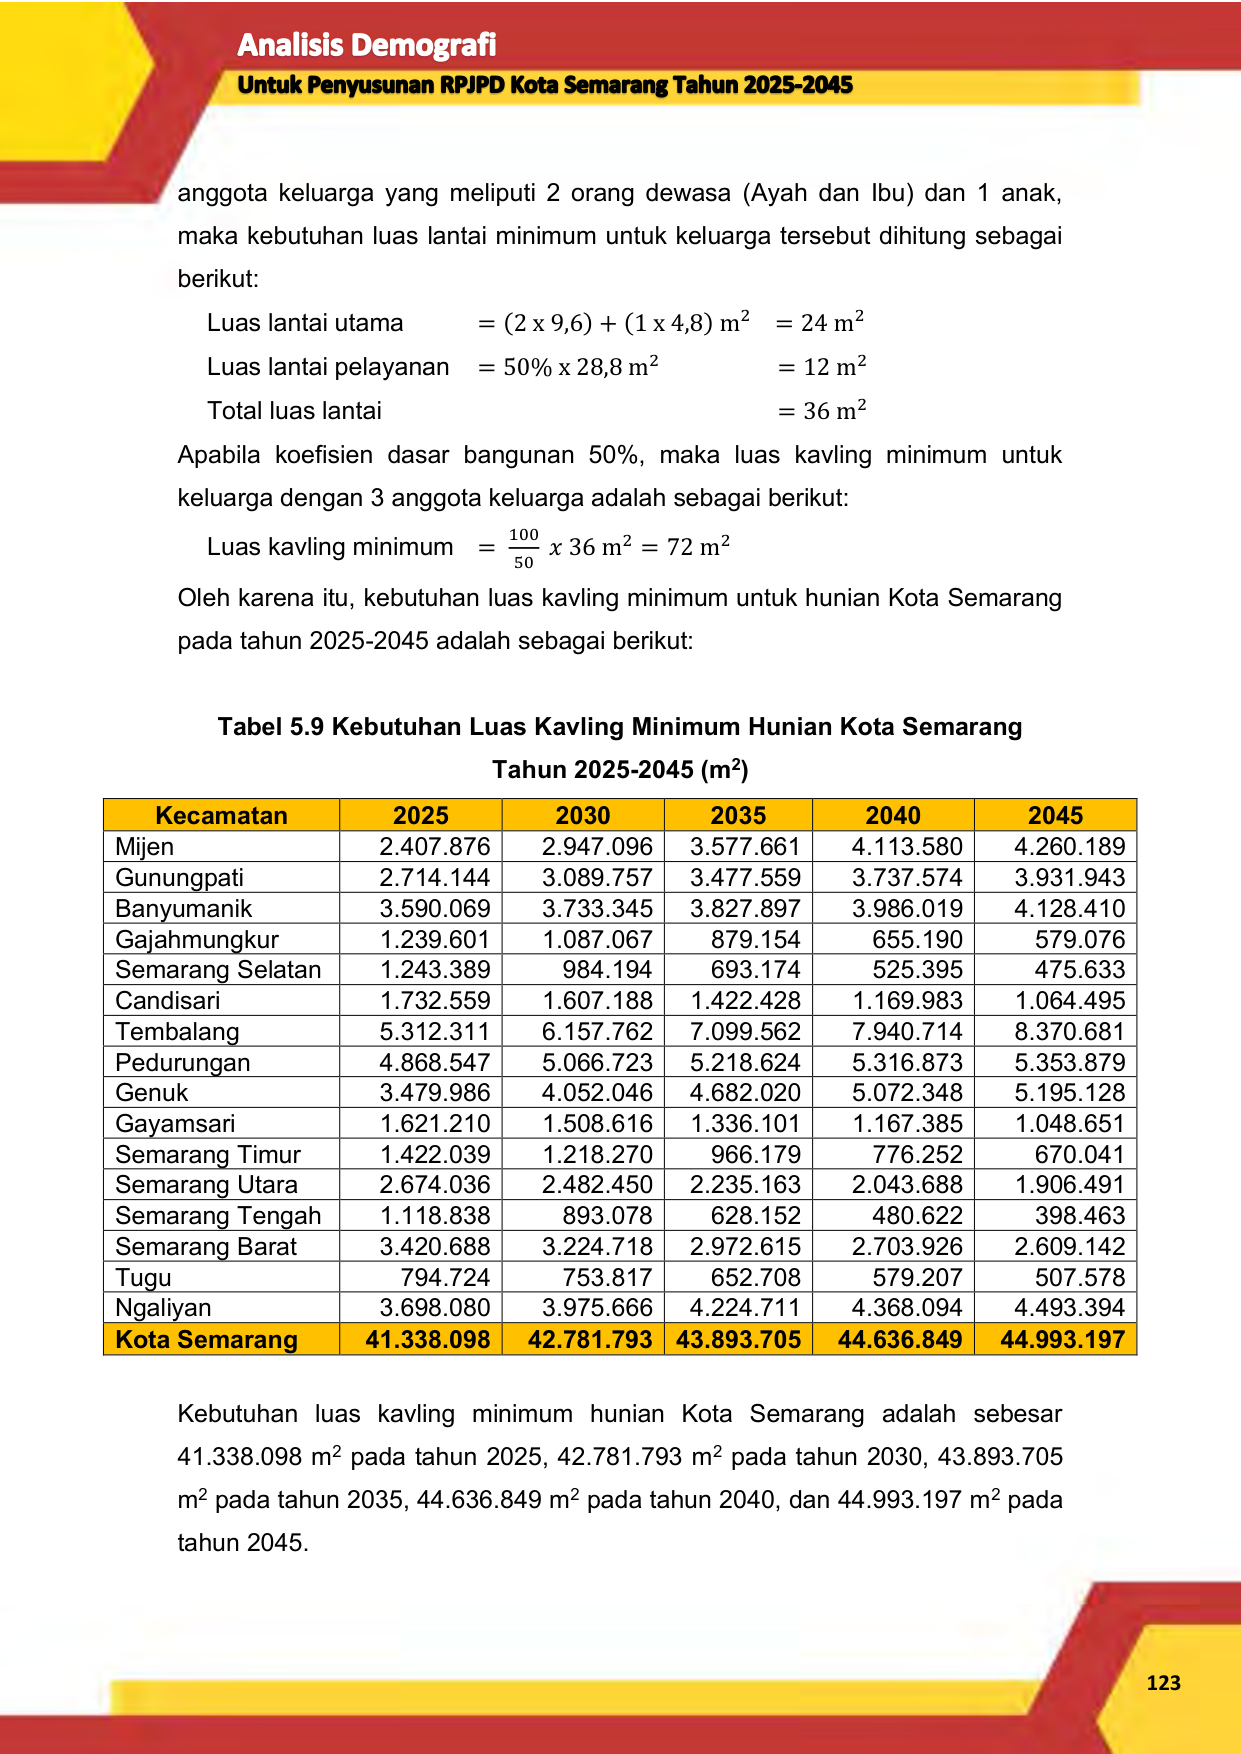 Analisis Demografi
Untuk Penyusunan RPJPD Kota Semarang Tahun 2025-2045
anggota keluarga yang meliputi 2 orang dewasa (Ayah dan Ibu) dan 1 anak,
maka kebutuhan luas lantai minimum untuk keluarga tersebut dihitung sebagai
berikut:
Luas lantai utama = (2 x 9,6) + (1 x 4,8) m² = 24 m²
Luas lantai pelayanan = 50% x 28,8 m² = 12 m²
Total luas lantai = 36 m²
Apabila koefisien dasar bangunan 50%, maka luas kavling minimum untuk
keluarga dengan 3 anggota keluarga adalah sebagai berikut:
Luas kavling minimum = 100/50 x 36 m² = 72 m²
Oleh karena itu, kebutuhan luas kavling minimum untuk hunian Kota Semarang
pada tahun 2025-2045 adalah sebagai berikut:
Tabel 5.9 Kebutuhan Luas Kavling Minimum Hunian Kota Semarang
Tahun 2025-2045 (m²)
Kecamatan 2025 2030 2035 2040 2045
Mijen 2.407.876 2.947.096 3.577.661 4.113.580 4.260.189
Gunungpati 2.714.144 3.089.757 3.477.559 3.737.574 3.931.943
Banyumanik 3.590.069 3.733.345 3.827.897 3.986.019 4.128.410
Gajahmungkur 1.239.601 1.087.067 879.154 655.190 579.076
Semarang Selatan 1.243.389 984.194 693.174 525.395 475.633
Candisari 1.732.559 1.607.188 1.422.428 1.169.983 1.064.495
Tembalang 5.312.311 6.157.762 7.099.562 7.940.714 8.370.681
Pedurungan 4.868.547 5.066.723 5.218.624 5.316.873 5.353.879
Genuk 3.479.986 4.052.046 4.682.020 5.072.348 5.195.128
Gayamsari 1.621.210 1.508.616 1.336.101 1.167.385 1.048.651
Semarang Timur 1.422.039 1.218.270 966.179 776.252 670.041
Semarang Utara 2.674.036 2.482.450 2.235.163 2.043.688 1.906.491
Semarang Tengah 1.118.838 893.078 628.152 480.622 398.463
Semarang Barat 3.420.688 3.224.718 2.972.615 2.703.926 2.609.142
Tugu 794.724 753.817 652.708 579.207 507.578
Ngaliyan 3.698.080 3.975.666 4.224.711 4.368.094 4.493.394
Kota Semarang 41.338.098 42.781.793 43.893.705 44.636.849 44.993.197
Kebutuhan luas kavling minimum hunian Kota Semarang adalah sebesar
41.338.098 m² pada tahun 2025, 42.781.793 m² pada tahun 2030, 43.893.705
m² pada tahun 2035, 44.636.849 m² pada tahun 2040, dan 44.993.197 m² pada
tahun 2045.
123